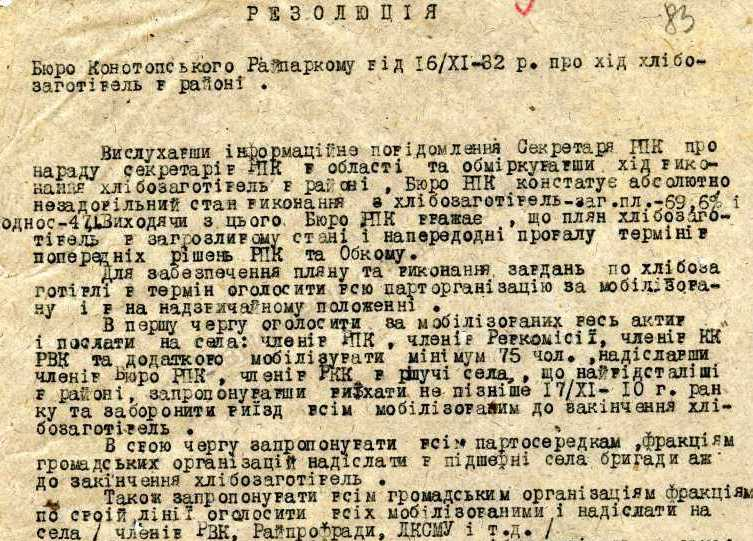 83
РЕЗОЛЮЦІЯ
Бюро Конотопського Райпаркому від 16/XI-32 р. про хід хлібо-
заготівель в районі .
Вислухавши інформаційне повідомлення Секретаря РПК про
нараду секретарів РПК в області та обміркувавши хід вико-
нання хлібозаготівель в районі , Бюро РПК констатує абсолютно
незадовільний стан виконання з хлібозаготівель-заг.пл.-69,6% і
однос-471Виходячи з цього Бюро РПК вважає , що плян хлібозаго-
тівель в загрозливому стані і напередодні провалу термінів
попередніх рішень РПК та Обкому.
Для забезпечення пляну та виконання завдань по хлібоза
готівлі в термін оголосити всю парторганізацію за мобілізова-
ну і в на надзвичайному положенні .
В першу чергу оголосити за мобілізованих весь актив
і послати на села: членів РПК , членів Ревкомісії, членів КК
РВК та додатково мобілізувати мінімум 75 чол. ,надіславши
членів Бюро РПК , членів РКК в рішучі села , що найвідсталіші
в районі, запропонувавши виїхати не пізніше 17/XI- 10 г. ран
ку та заборонити виїзд всім мобілізованим до закінчення хлі-
бозаготівель .
В свою чергу запропонувати всім партосередкам ,фракціям
громадських організацій надіслати в підшефні села бригади аж
до закінчення хлібозаготівель .
Також запропонувати всім громадським організаціям фракціям
по своїй лінії оголосити всіх мобілізованими і надіслати на
села / членів РВК, Райпрофради, ЛКСМУ і т.д. /